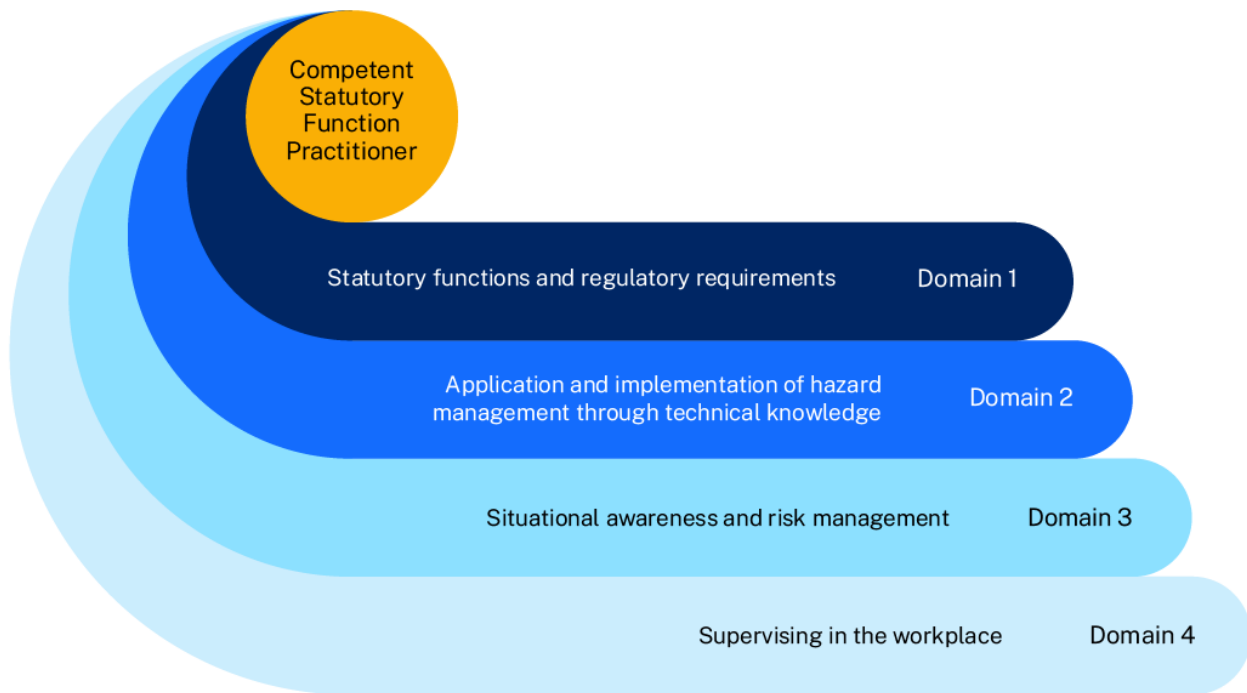 Competent
Statutory
Function
Practitioner
Statutory functions and regulatory requirements Domain 1
Application and implementation of hazard
management through technical knowledge Domain 2
Situational awareness and risk management Domain 3
Supervising in the workplace Domain 4